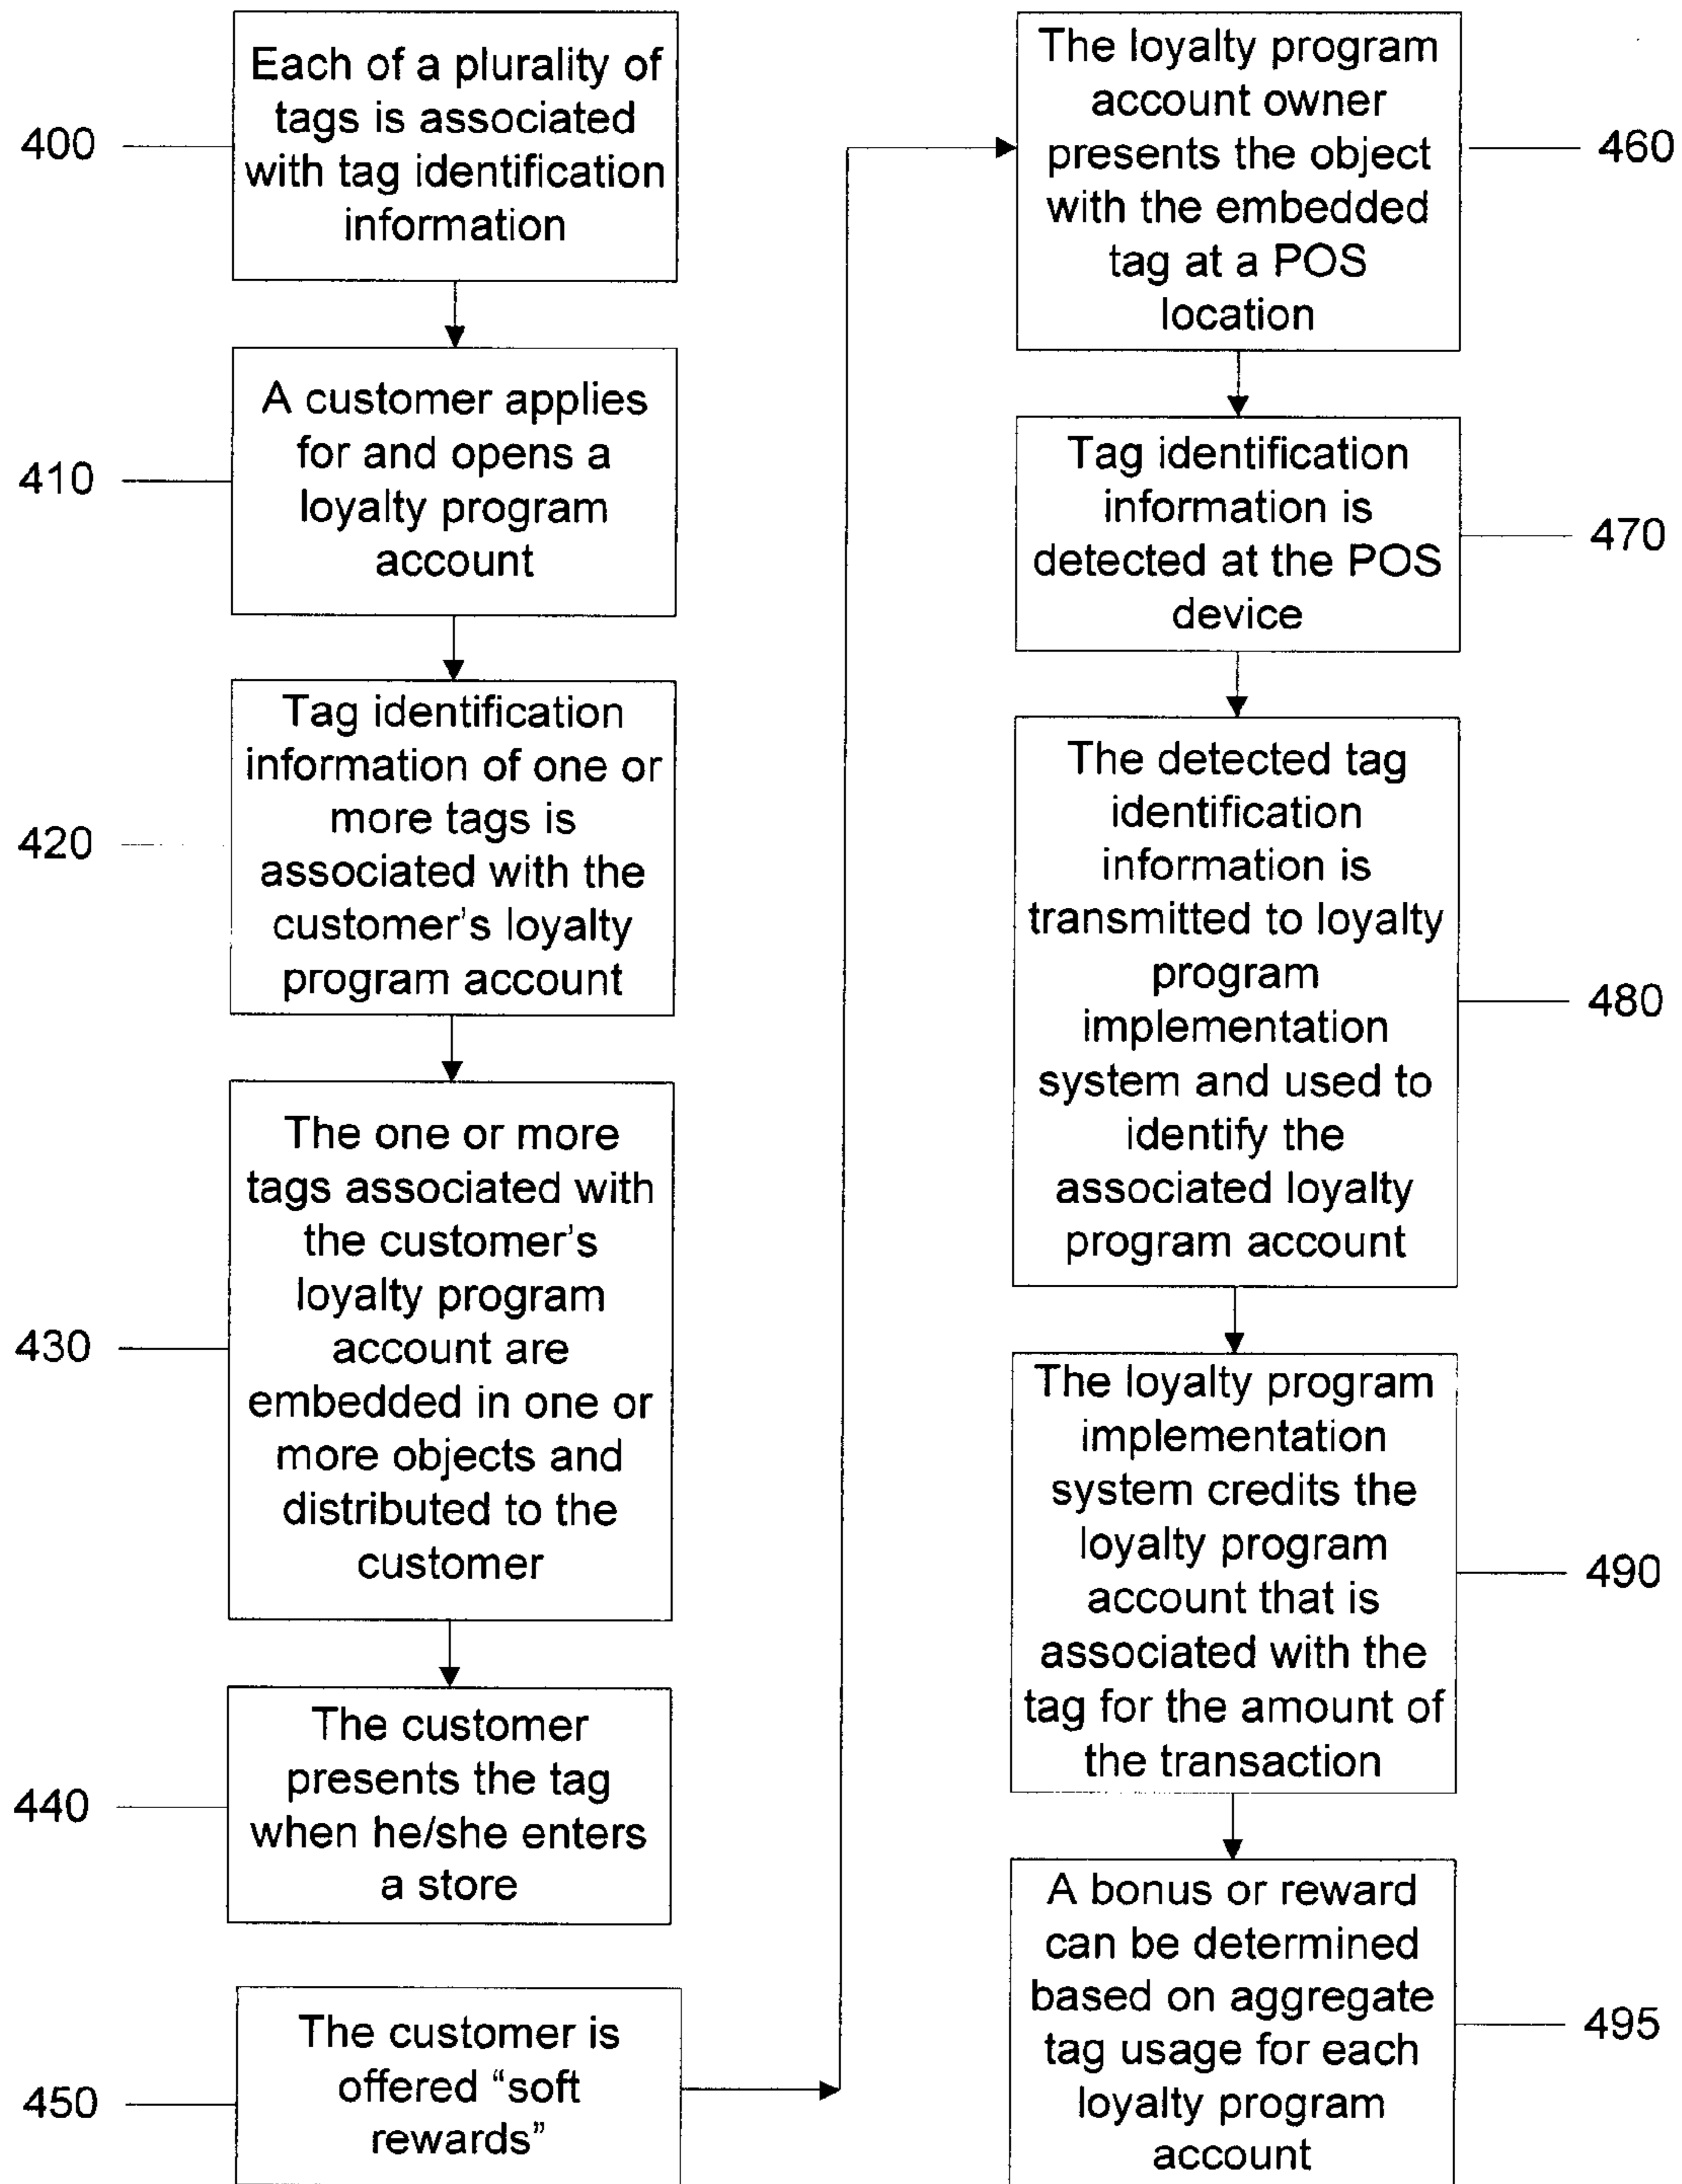 400
Each of a plurality of
tags is associated
with tag identification
information
410
A customer applies
for and opens a
loyalty program
account
420
Tag identification
information of one or
more tags is
associated with the
customer's loyalty
program account
430
The one or more
tags associated with
the customer's
loyalty program
account are
embedded in one or
more objects and
distributed to the
customer
440
The customer
presents the tag
when he/she enters
a store
450
The customer is
offered “soft
rewards”
The loyalty program
account owner
presents the object
with the embedded
tag at a POS
location
460
Tag identification
information is
detected at the POS
device
470
The detected tag
identification
information is
transmitted to loyalty
program
implementation
system and used to
identify the
associated loyalty
program account
480
The loyalty program
implementation
system credits the
loyalty program
account that is
associated with the
tag for the amount of
the transaction
490
A bonus or reward
can be determined
based on aggregate
tag usage for each
loyalty program
account
495